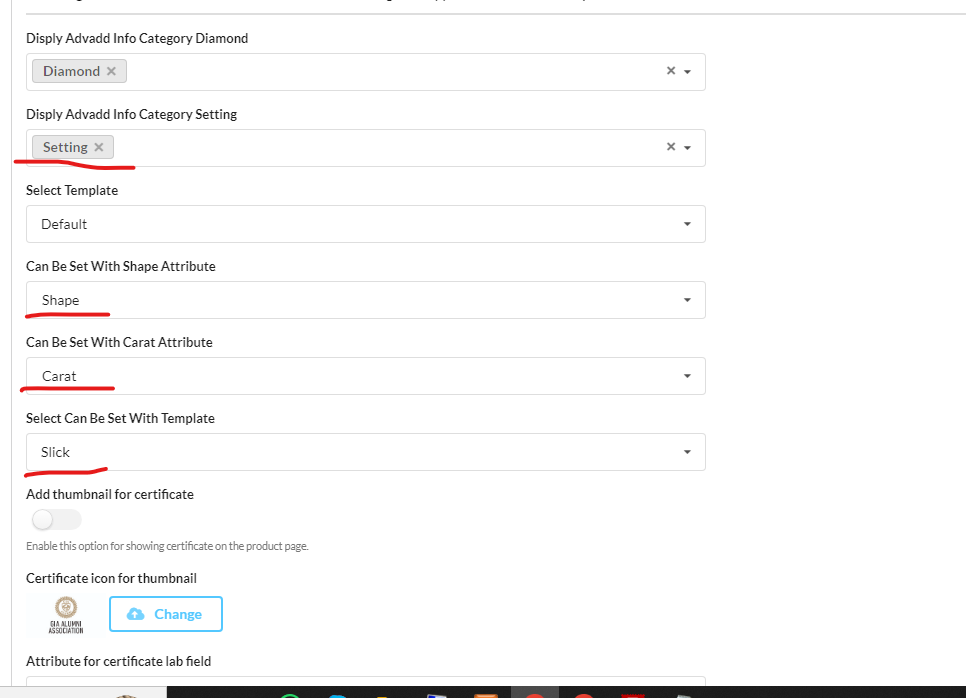 Disply Advadd Info Category Diamond
Diamond ×
Disply Advadd Info Category Setting
Setting ×
Select Template
Default
Can Be Set With Shape Attribute
Shape
Can Be Set With Carat Attribute
Carat
Select Can Be Set With Template
Slick
Add thumbnail for certificate
Enable this option for showing certificate on the product page.
Certificate icon for thumbnail
GIA ALUMNI
ASSOCIATION
Change
Attribute for certificate lab field